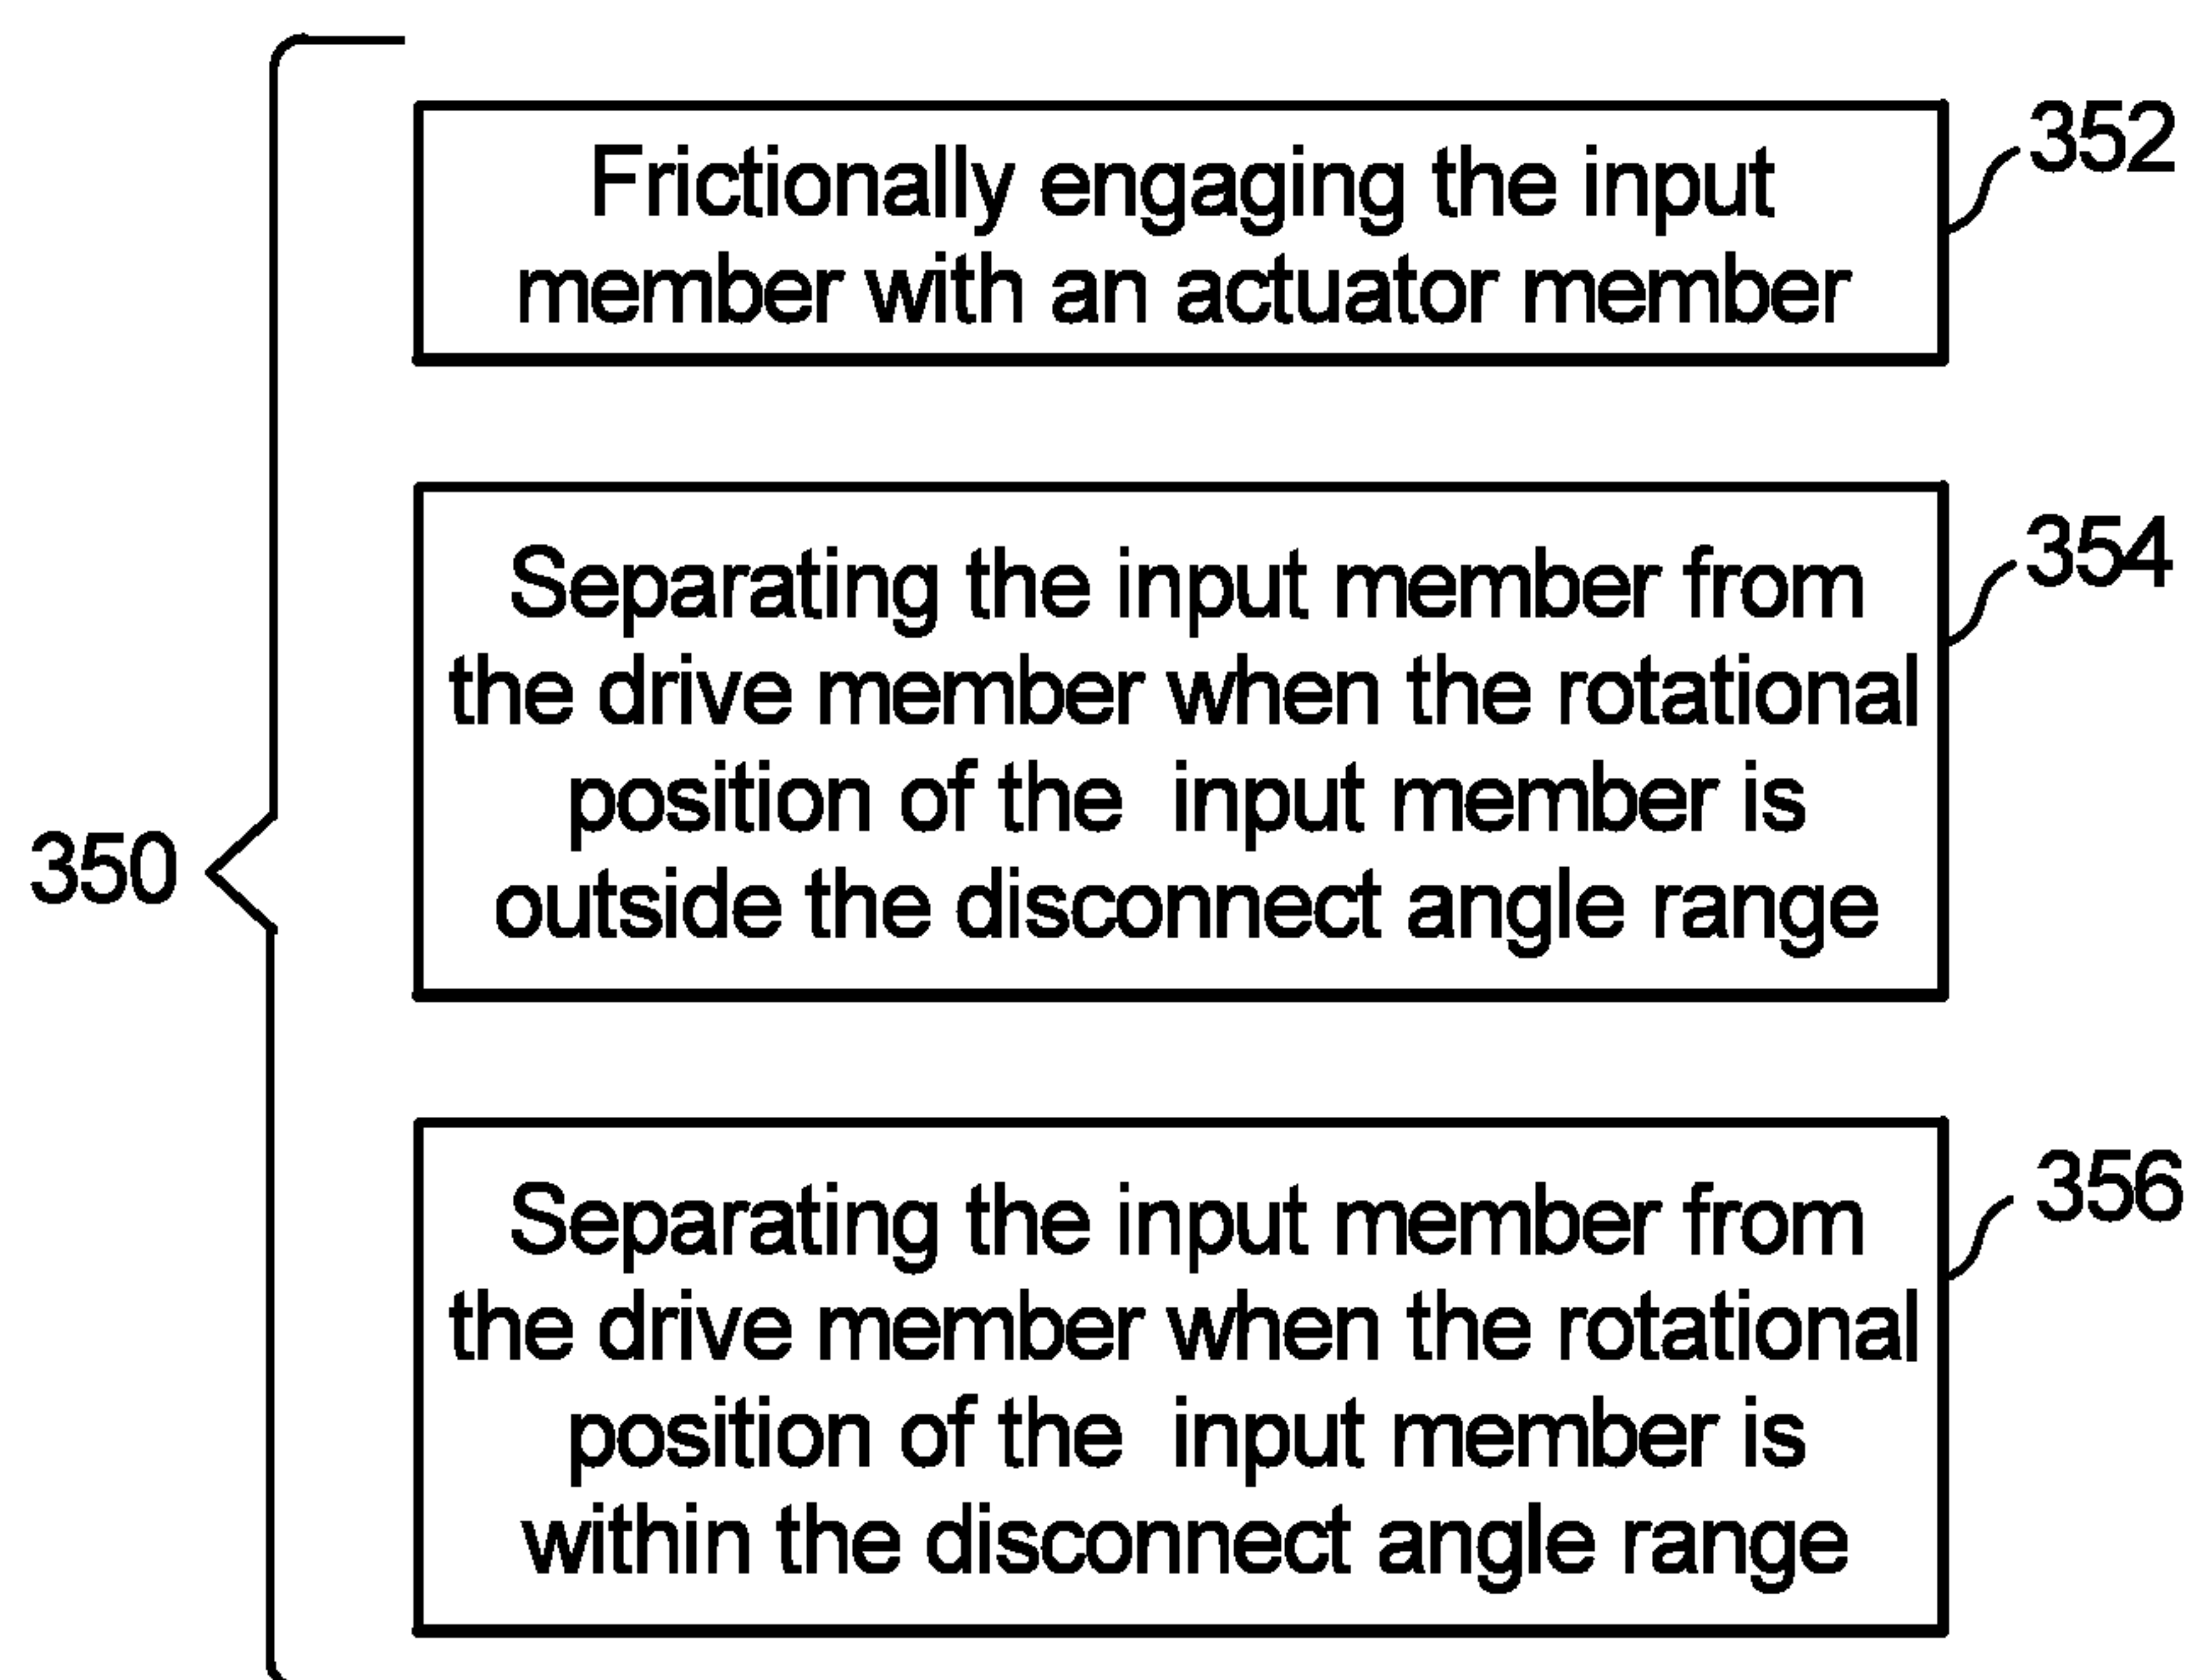 Frictionally engaging the input
member with an actuator member
352
Separating the input member from
the drive member when the rotational
position of the input member is
outside the disconnect angle range
354
350
Separating the input member from
the drive member when the rotational
position of the input member is
within the disconnect angle range
356